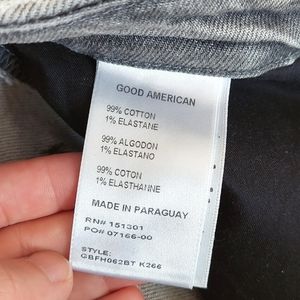 GOOD AMERICAN
99% COTTON
1% ELASTANE
99% ALGODON
1% ELASTANO
99% COTON
1% ELASTHANNE
MADE IN PARAGUAY
RN# 151301
PO# 07166-00
STYLE:
GBFH062BT K266